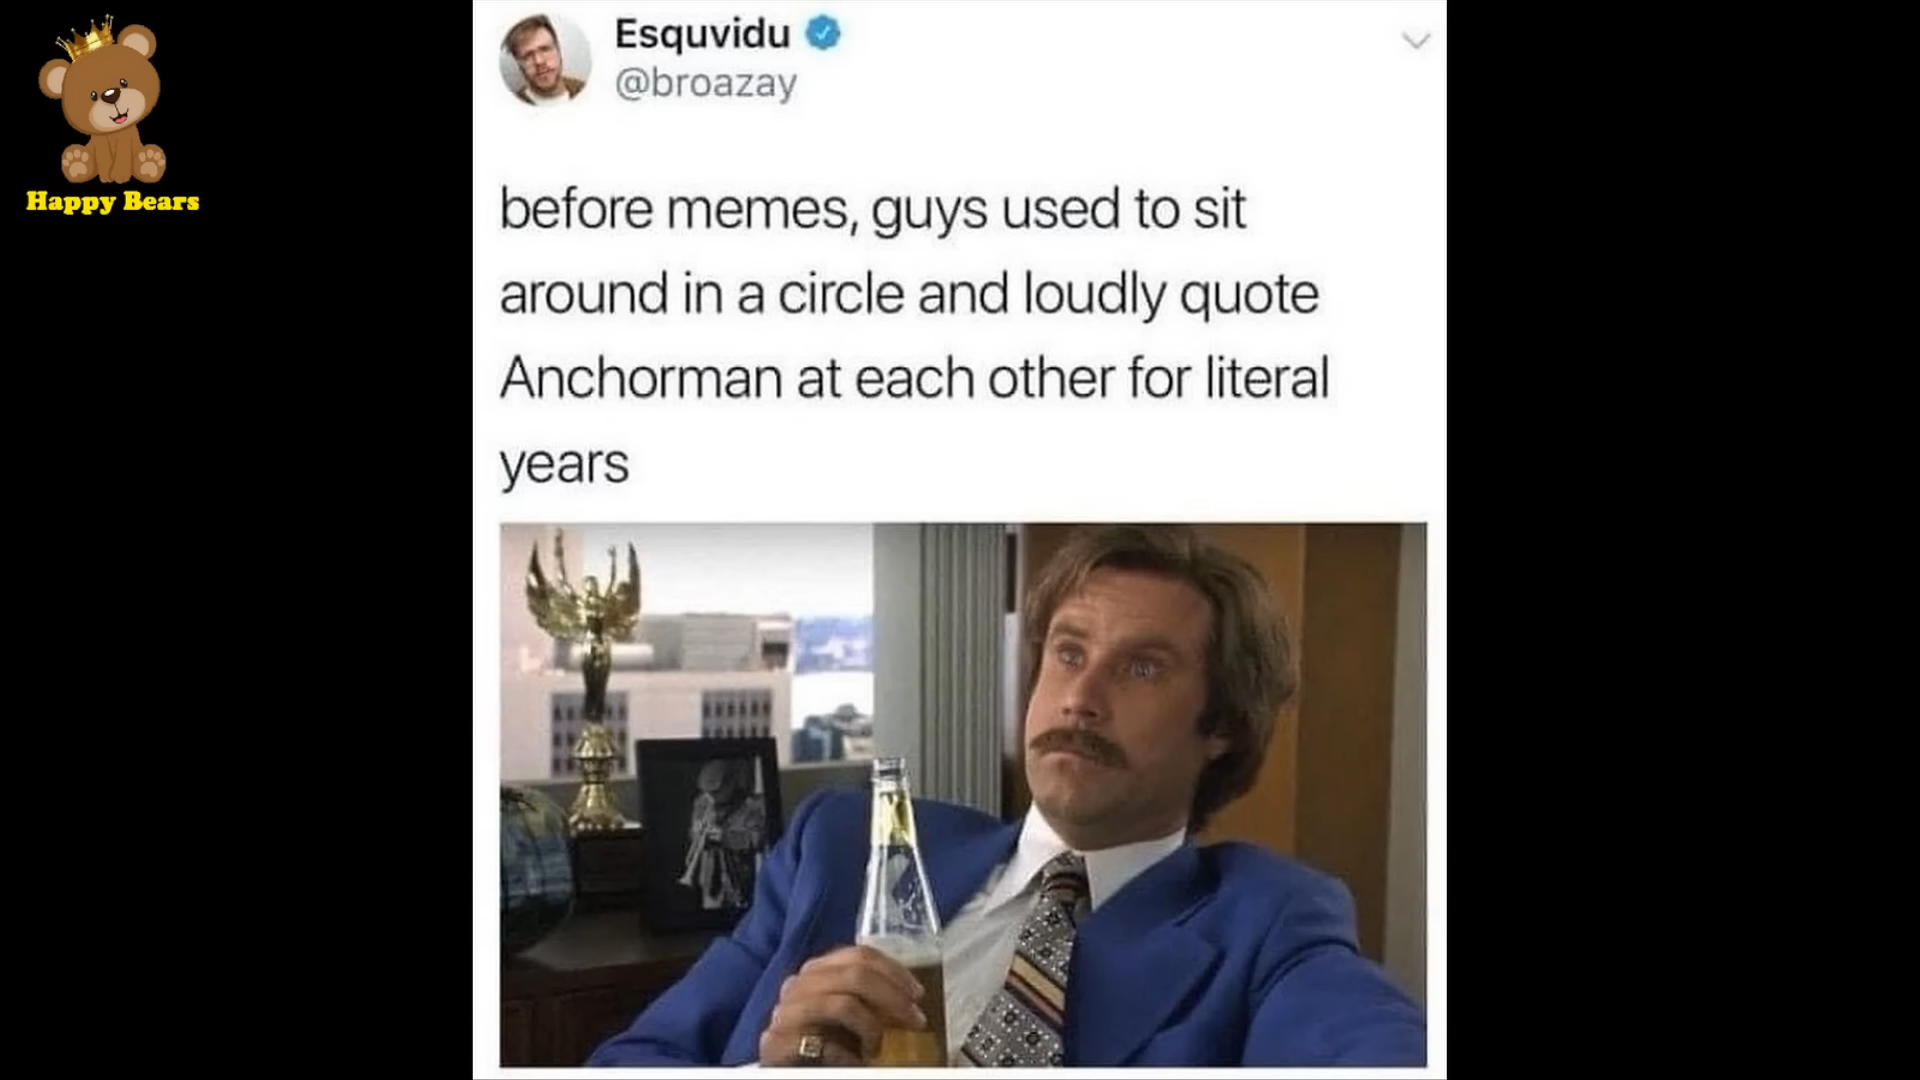 Happy Bears
Esquvidu
@broazay
before memes, guys used to sit
around in a circle and loudly quote
Anchorman at each other for literal
years